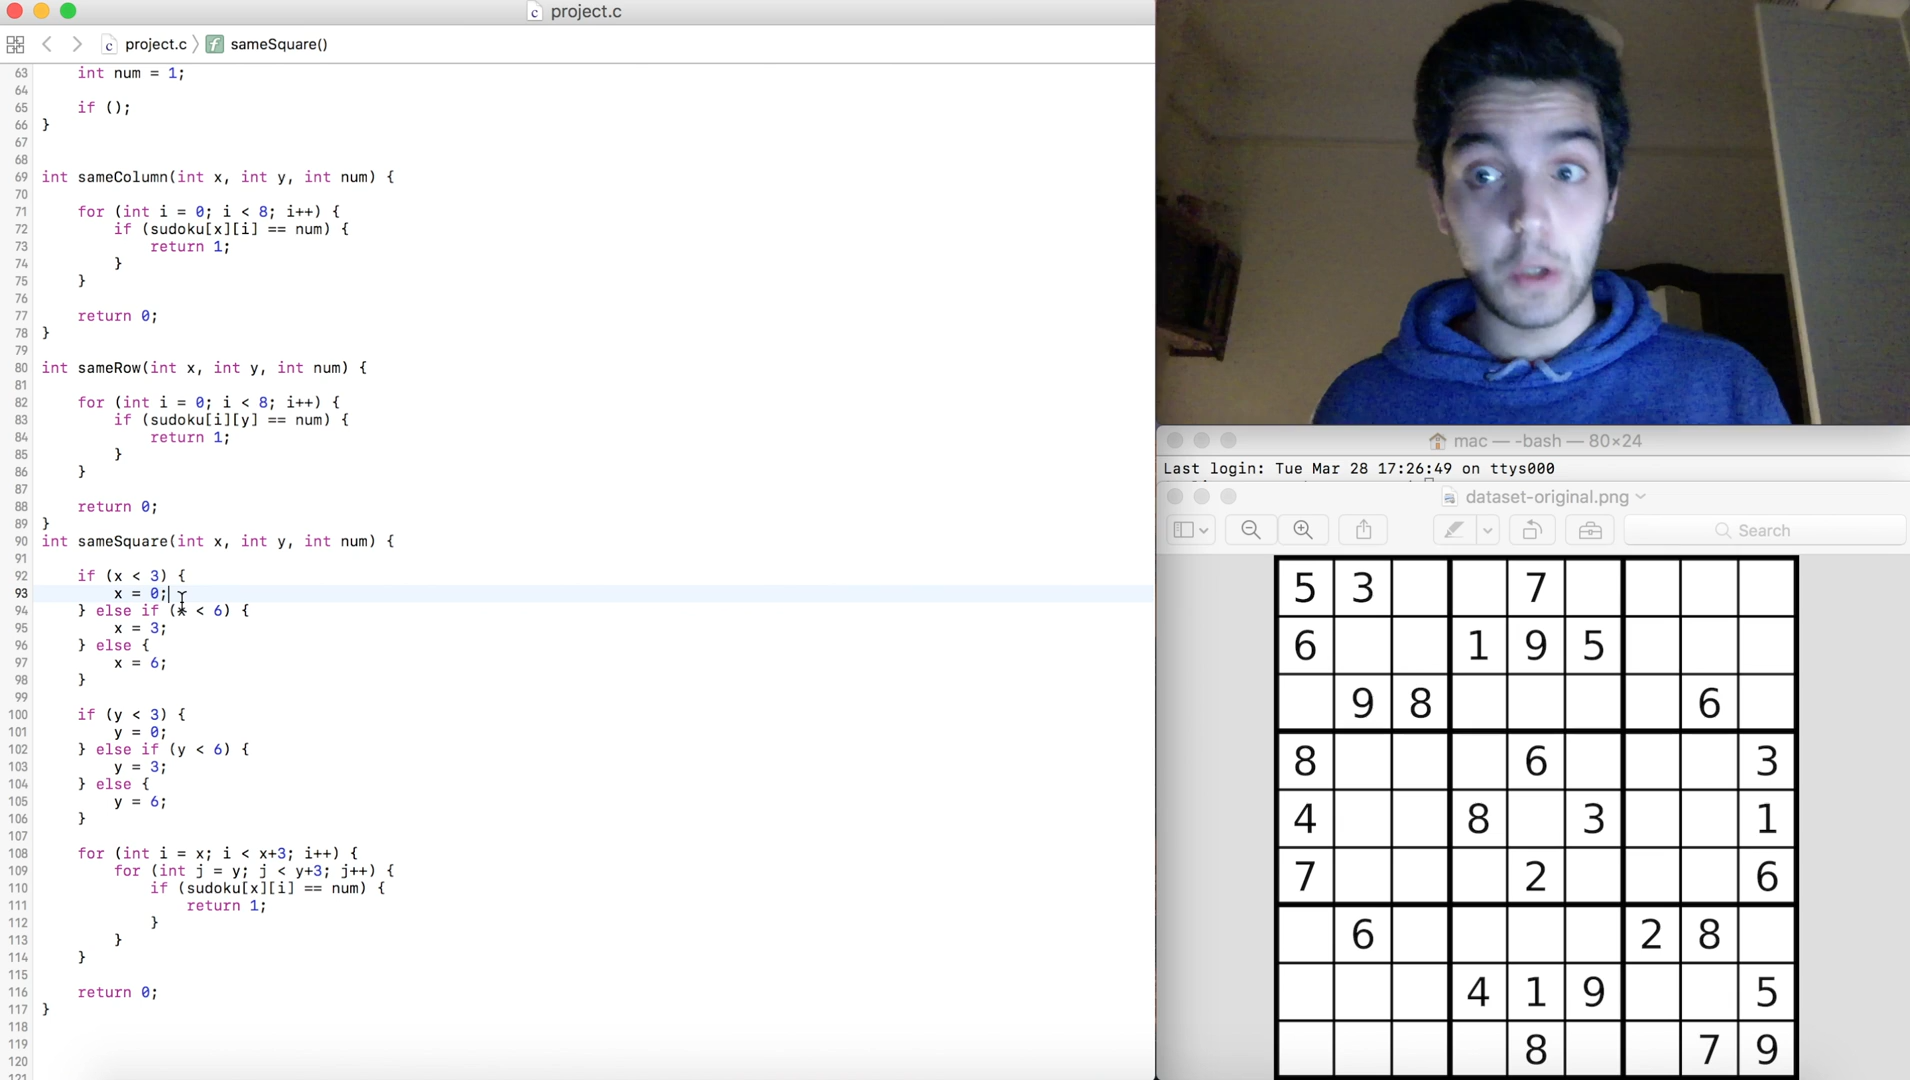 project.c
project.c sameSquare()
63 int num = 1;
64
65 if ();
66 }
67
68
69 int sameColumn(int x, int y, int num) {
70
71 for (int i = 0; i < 8; i++) {
72 if (sudoku[x][i] == num) {
73 return 1;
74 }
75 }
76
77 return 0;
78 }
79
80 int sameRow(int x, int y, int num) {
81
82 for (int i = 0; i < 8; i++) {
83 if (sudoku[i][y] == num) {
84 return 1;
85 }
86 }
87
88 return 0;
89 }
90 int sameSquare(int x, int y, int num) {
91
92 if (x < 3) {
93 x = 0;
94 } else if (x < 6) {
95 x = 3;
96 } else {
97 x = 6;
98 }
99
100 if (y < 3) {
101 y = 0;
102 } else if (y < 6) {
103 y = 3;
104 } else {
105 y = 6;
106 }
107
108 for (int i = x; i < x+3; i++) {
109 for (int j = y; j < y+3; j++) {
110 if (sudoku[x][i] == num) {
111 return 1;
112 }
113 }
114 }
115
116 return 0;
117 }
118
119
120
121
mac — -bash — 80×24
Last login: Tue Mar 28 17:26:49 on ttys000
dataset-original.png
Search
5 3 7
6 1 9 5
9 8 6
8 6 3
4 8 3 1
7 2 6
6 2 8
4 1 9 5
8 7 9